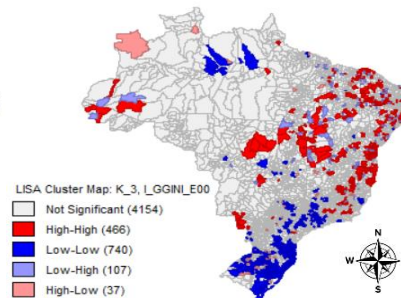 LISA Cluster Map: K_3, I_GGINI_E00
Not Significant (4154)
High-High (466)
Low-Low (740)
Low-High (107)
High-Low (37)
N
W E
S